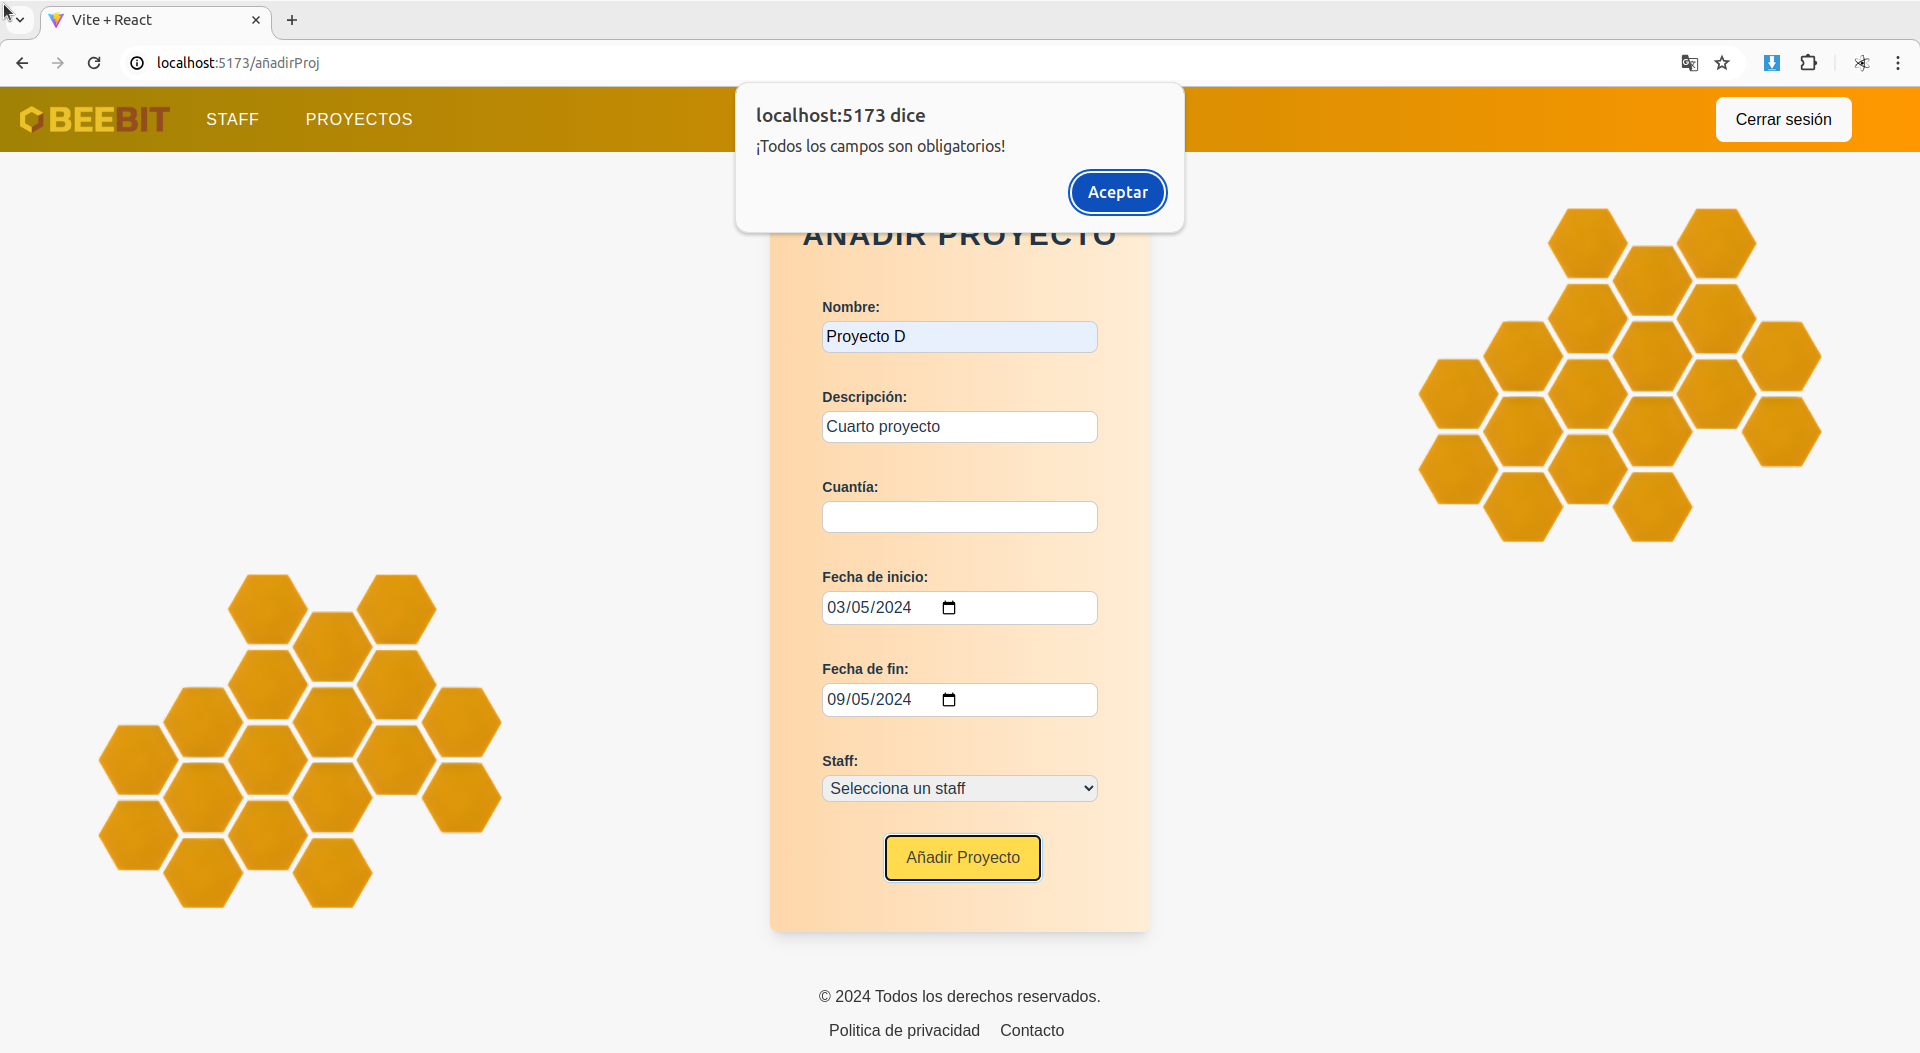 Vite + React
localhost:5173/añadirProj
BEEBIT
STAFF
PROYECTOS
localhost:5173 dice
¡Todos los campos son obligatorios!
Aceptar
Cerrar sesión
AÑADIR PROYECTO
Nombre:
Proyecto D
Descripción:
Cuarto proyecto
Cuantía:
Fecha de inicio:
03/05/2024
Fecha de fin:
09/05/2024
Staff:
Selecciona un staff
Añadir Proyecto
© 2024 Todos los derechos reservados.
Politica de privacidad
Contacto